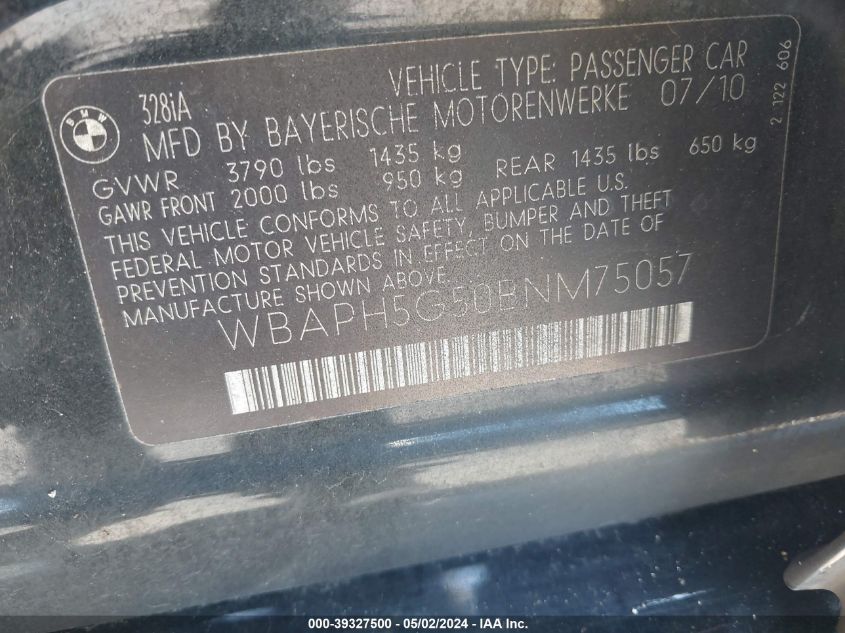 VEHICLE TYPE: PASSENGER CAR
BMW
328iA
MFD BY BAYERISCHE MOTORENWERKE 07/10
2 122 606
GVWR 3790 lbs 1435 kg
GAWR FRONT 2000 lbs 950 kg REAR 1435 lbs 650 kg
THIS VEHICLE CONFORMS TO ALL APPLICABLE U.S.
FEDERAL MOTOR VEHICLE SAFETY, BUMPER AND THEFT
PREVENTION STANDARDS IN EFFECT ON THE DATE OF
MANUFACTURE SHOWN ABOVE.
WBAPH5G50BNM75057
000-39327500 - 05/02/2024 - IAA Inc.